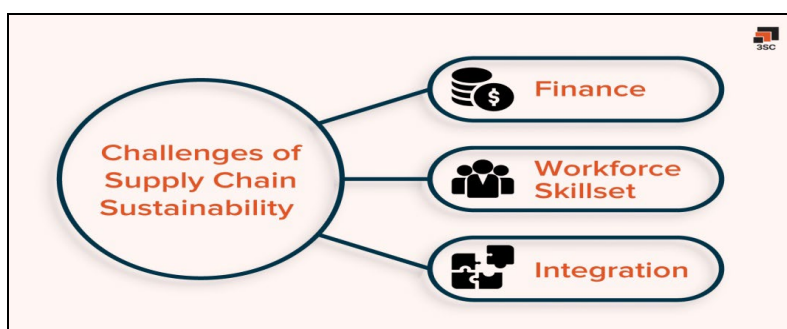 3SC
Finance
Challenges of
Supply Chain
Sustainability
Workforce
Skillset
Integration
$